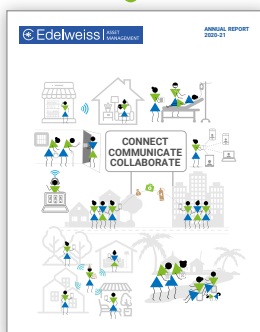 Edelweiss ASSET
MANAGEMENT
ANNUAL REPORT
2020-21
CONNECT
COMMUNICATE
COLLABORATE